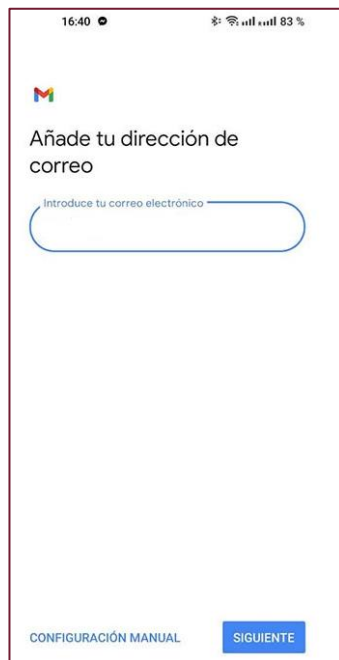 16:40 83 %
Añade tu dirección de
correo
Introduce tu correo electrónico
CONFIGURACIÓN MANUAL SIGUIENTE